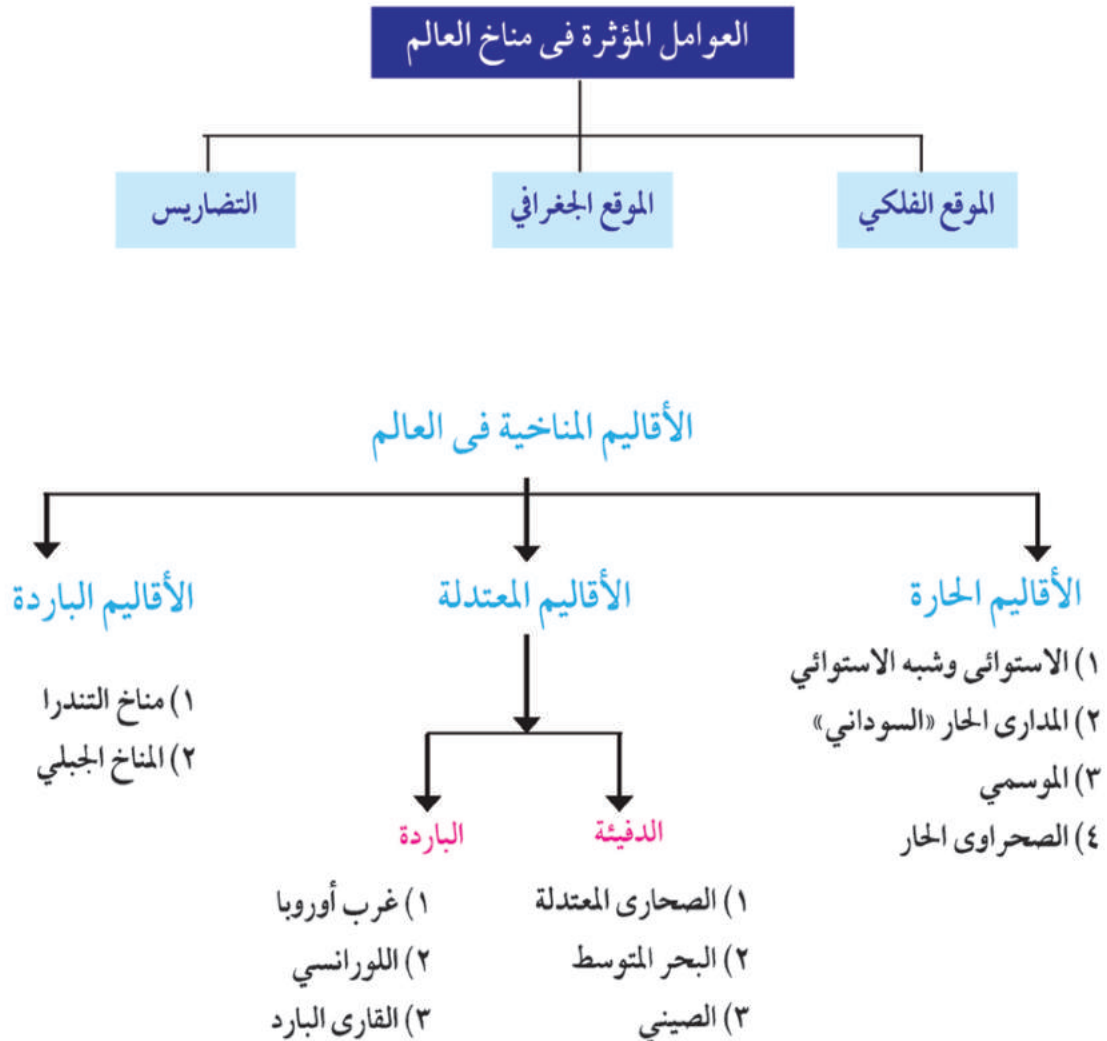 العوامل المؤثرة فى مناخ العالم
الموقع الفلكي
الموقع الجغرافي
التضاريس
الأقاليم المناخية فى العالم
الأقاليم الحارة
١) الاستوائى وشبه الاستوائي
٢) المدارى الحار «السوداني»
٣) الموسمي
٤) الصحراوى الحار
الأقاليم المعتدلة
الدفيئة
١) الصحارى المعتدلة
٢) البحر المتوسط
٣) الصيني
الباردة
١) غرب أوروبا
٢) اللورانسي
٣) القارى البارد
الأقاليم الباردة
١) مناخ التندرا
٢) المناخ الجبلي